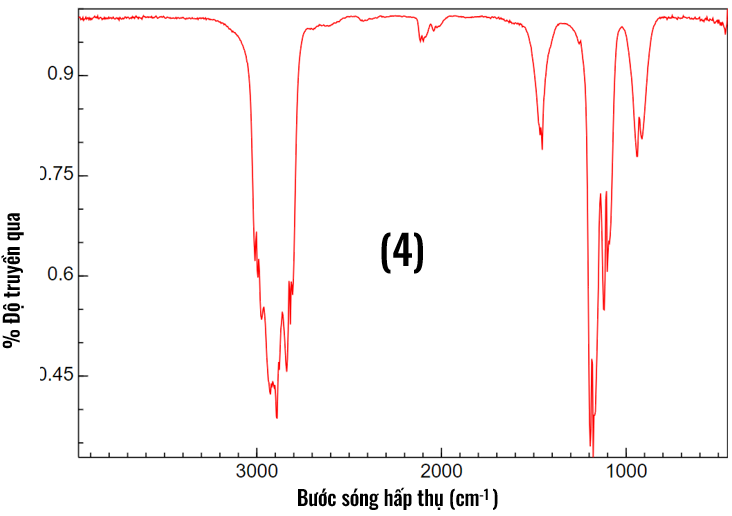 0.9
0.75
0.6
0.45
% Độ truyền qua
(4)
3000 2000 1000
Bước sóng hấp thụ (cm-1)